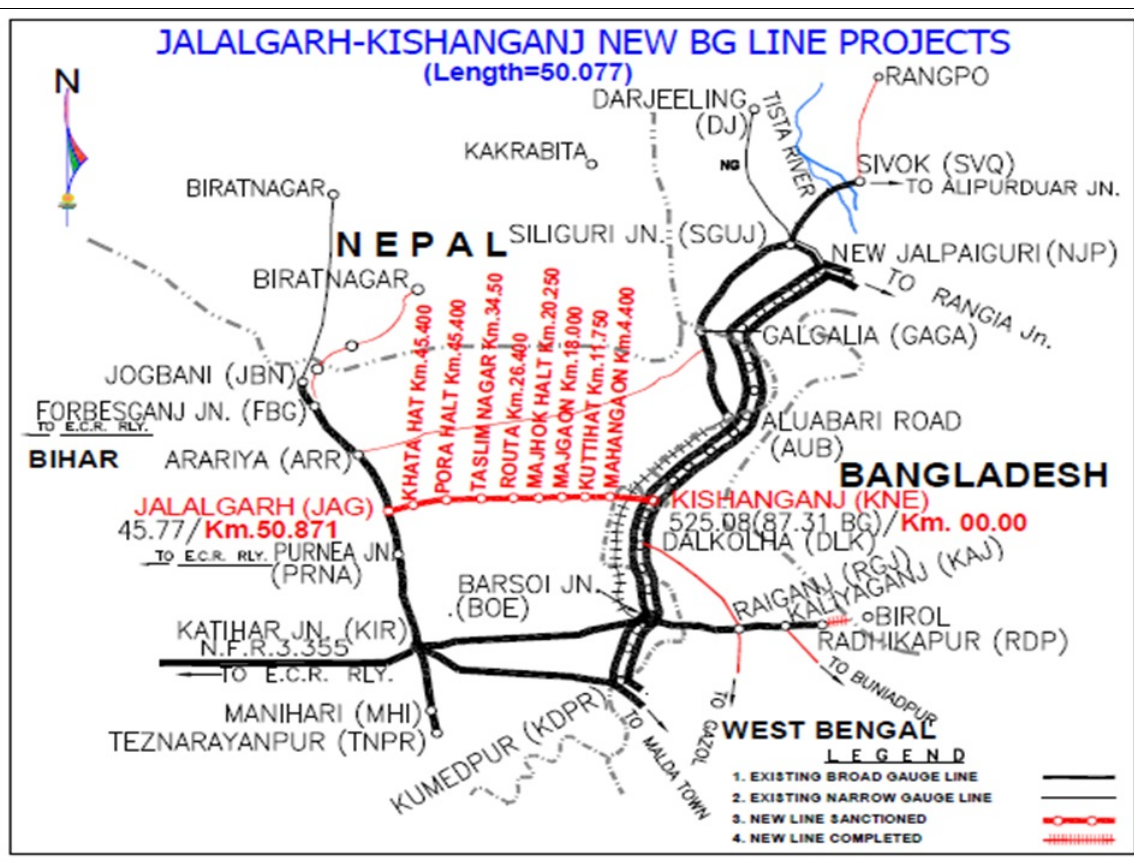 JALALGARH-KISHANGANJ NEW BG LINE PROJECTS
(Length=50.077)
N
RANGPO
DARJEELING
(DJ)
TISTA RIVER
KAKRABITA
NG
SIVOK (SVQ)
TO ALIPURDUAR JN.
BIRATNAGAR
NEPAL
SILIGURI JN. (SGUJ)
NEW JALPAIGURI (NJP)
BIRATNAGAR
TO RANGIA Jn.
KHATA HAT Km.45.400
PORA HALT Km.45.400
TASLIM NAGAR Km.34.50
ROUTA Km.26.400
MAJHOK HALT Km.20.250
MAJGAON Km.18.000
KUTTIHAT Km.11.750
MAHANGAON Km.4.400
GALGALIA (GAGA)
JOGBANI (JBN)
FORBESGANJ JN. (FBG)
TO E.C.R. RLY.
ALUABARI ROAD
(AUB)
BIHAR
ARARIYA (ARR)
BANGLADESH
JALALGARH (JAG)
45.77/Km.50.871
KISHANGANJ (KNE)
525.08(87.31 BG)/Km. 00.00
DALKOLHA (DLK)
TO E.C.R. RLY.
PURNEA JN.
(PRNA)
BARSOI JN.
.(BOE)
RAIGANJ (RGJ)
KALIYAGANJ (KAJ)
BIROL
RADHIKAPUR (RDP)
KATIHAR JN. (KIR)
N.F.R.3.355
TO E.C.R. RLY.
TO BUNIADPUR
MANIHARI (MHI)
TEZNARAYANPUR (TNPR)
KUMEDPUR (KDPR)
TO MALDA TOWN
TO GAZOL
WEST BENGAL
LEGEND
1. EXISTING BROAD GAUGE LINE
2. EXISTING NARROW GAUGE LINE
3. NEW LINE SANCTIONED
4. NEW LINE COMPLETED